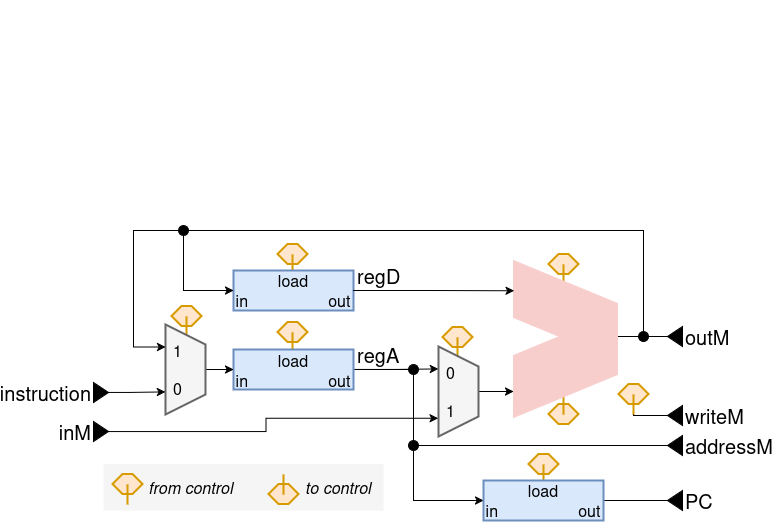 load
regD
in
out
1
0
load
regA
in
out
0
1
outM
instruction
inM
writeM
addressM
from control
to control
load
in
out
PC